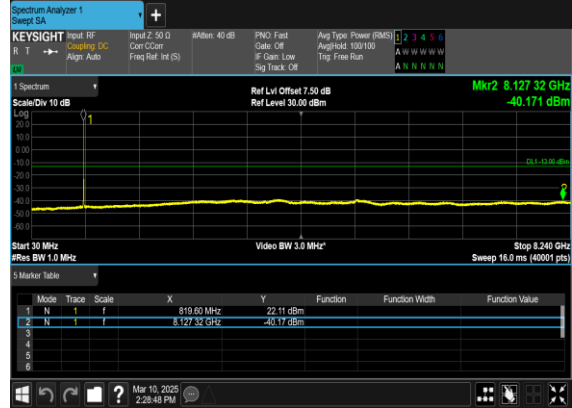 Spectrum Analyzer 1
Swept SA
+
KEYSIGHT Input: RF Input Z: 50 Ω #Atten: 40 dB PNO: Fast Avg Type: Power (RMS) 1 2 3 4 5 6
R T Coupling: DC Corr CCorr Gate: Off Avg|Hold: 100/100 A W W W W W
Align: Auto Freq Ref: Int (S) IF Gain: Low Trig: Free Run
Sig Track: Off A N N N N N
1 Spectrum Ref Lvl Offset 7.50 dB Mkr2 8.127 32 GHz
Scale/Div 10 dB Ref Level 30.00 dBm -40.171 dBm
Log
1
20.0
10.0
0.00
-10.0
DL1 -13.00 dBm
-20.0
-30.0
2
-40.0
-50.0
-60.0
Start 30 MHz Video BW 3.0 MHz* Stop 8.240 GHz
#Res BW 1.0 MHz Sweep 16.0 ms (40001 pts)
5 Marker Table
Mode Trace Scale X Y Function Function Width Function Value
1 N 1 f 819.60 MHz 22.11 dBm
2 N 1 f 8.127 32 GHz -40.17 dBm
3
4
5
6
? Mar 10, 2025
2:28:48 PM